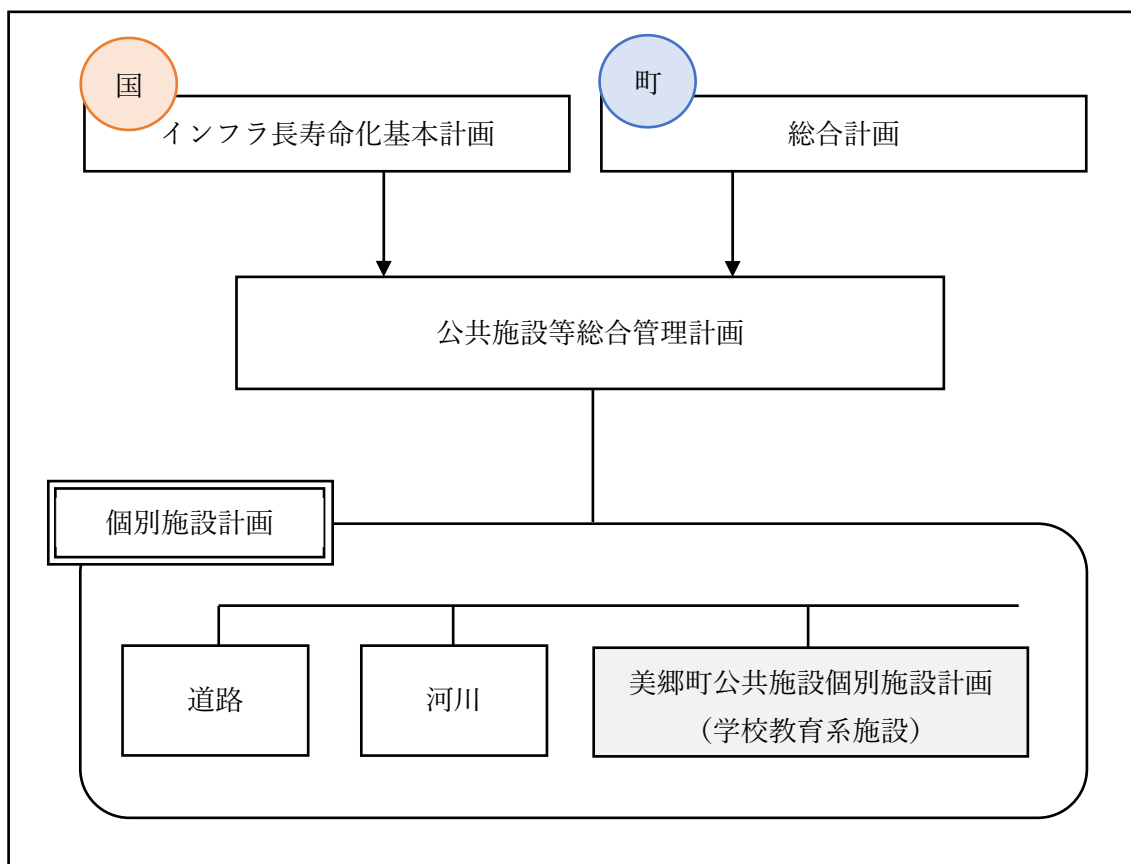 国
インフラ長寿命化基本計画
町
総合計画
公共施設等総合管理計画
個別施設計画
道路
河川
美郷町公共施設個別施設計画
（学校教育系施設）